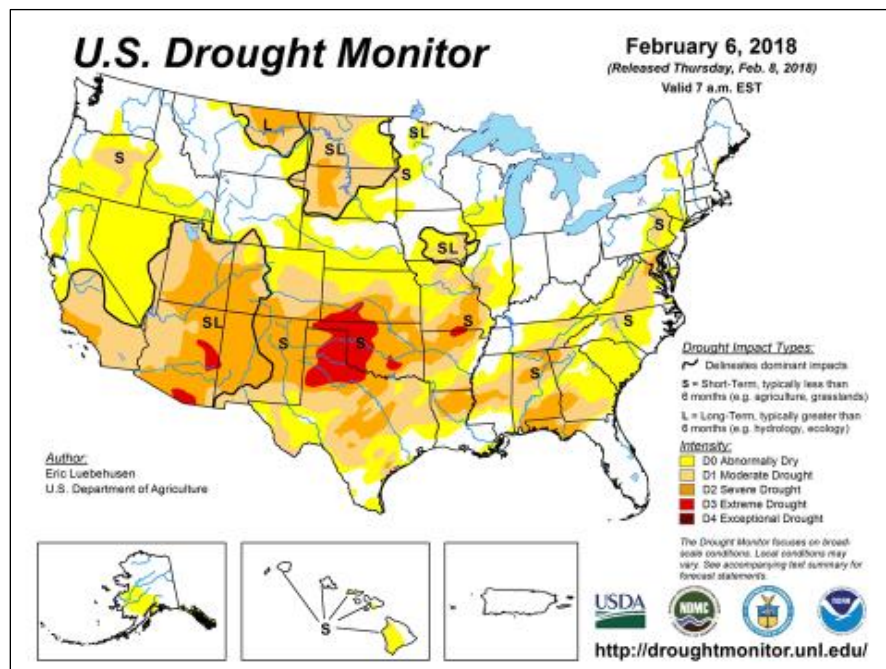 U.S. Drought Monitor
February 6, 2018
(Released Thursday, Feb. 8, 2018)
Valid 7 a.m. EST
L
SL
SL
S
S
SL
S
SL
S
S
S
S
S
Drought Impact Types:
Delineates dominant impacts
S = Short-Term, typically less than
6 months (e.g. agriculture, grasslands)
L = Long-Term, typically greater than
6 months (e.g. hydrology, ecology)
Intensity:
D0 Abnormally Dry
D1 Moderate Drought
D2 Severe Drought
D3 Extreme Drought
D4 Exceptional Drought
Author:
Eric Luebehusen
U.S. Department of Agriculture
The Drought Monitor focuses on broad-
scale conditions. Local conditions may
vary. See accompanying text summary for
forecast statements.
S
USDA
NDMC
NOAA
http://droughtmonitor.unl.edu/